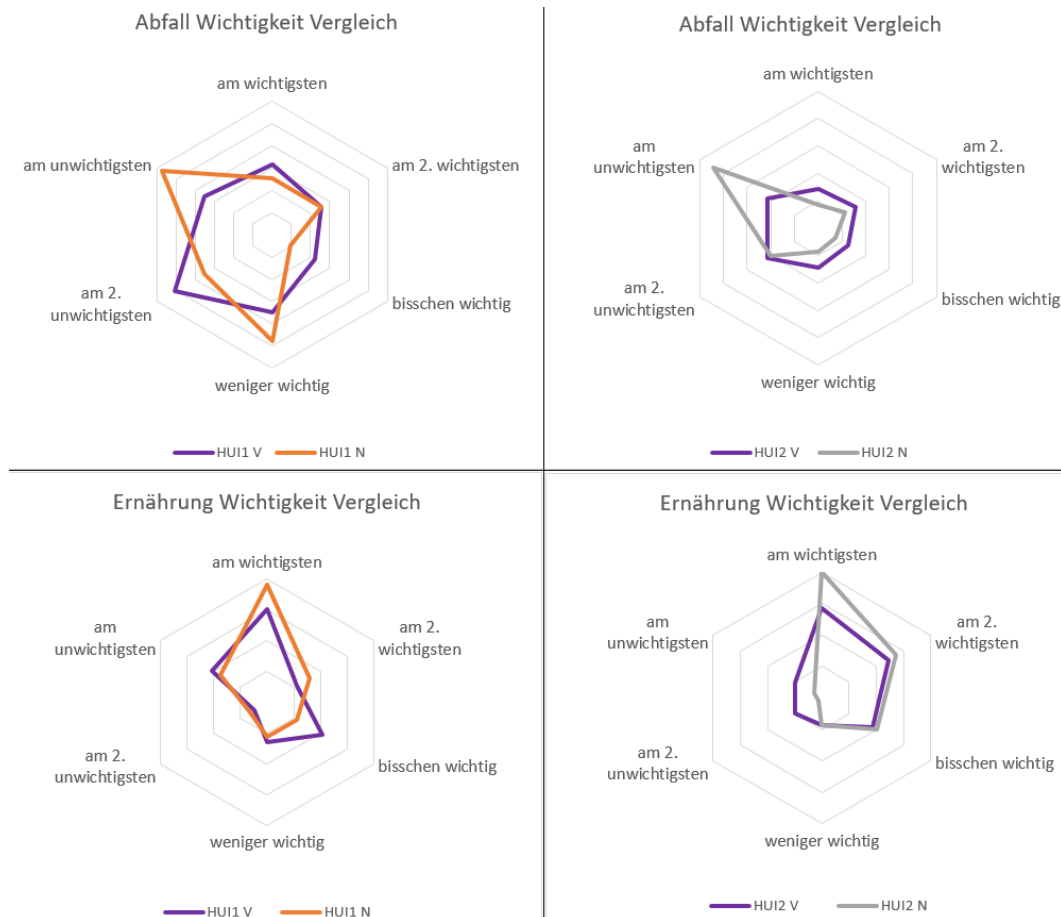 Abfall Wichtigkeit Vergleich
am wichtigsten
am unwichtigsten
am 2. wichtigsten
am 2.
unwichtigsten
bisschen wichtig
weniger wichtig
HUI1 V
HUI1 N
Abfall Wichtigkeit Vergleich
am wichtigsten
am
unwichtigsten
am 2.
wichtigsten
am 2.
unwichtigsten
bisschen wichtig
weniger wichtig
HUI2 V
HUI2 N
Ernährung Wichtigkeit Vergleich
am wichtigsten
am
unwichtigsten
am 2.
wichtigsten
am 2.
unwichtigsten
bisschen wichtig
weniger wichtig
HUI1 V
HUI1 N
Ernährung Wichtigkeit Vergleich
am wichtigsten
am
unwichtigsten
am 2.
wichtigsten
am 2.
unwichtigsten
bisschen wichtig
weniger wichtig
HUI2 V
HUI2 N